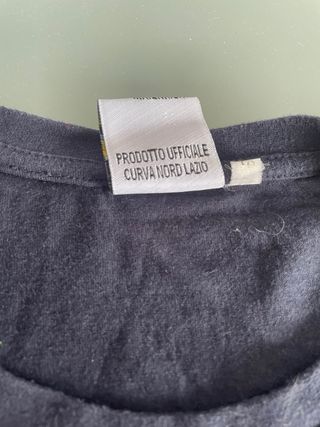 PRODOTTO UFFICIALE
CURVA NORD LAZIO